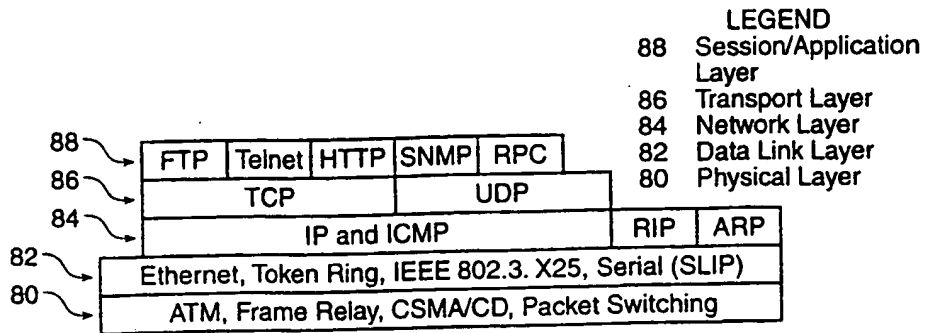 LEGEND
88 Session/Application
Layer
86 Transport Layer
84 Network Layer
82 Data Link Layer
80 Physical Layer
88 FTP Telnet HTTP SNMP RPC
86 TCP UDP
84 IP and ICMP RIP ARP
82 Ethernet, Token Ring, IEEE 802.3. X25, Serial (SLIP)
80 ATM, Frame Relay, CSMA/CD, Packet Switching